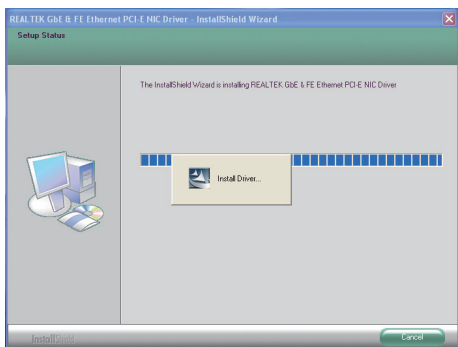 REALTEK GbE & FE Ethernet PCI-E NIC Driver - InstallShield Wizard
Setup Status
The InstallShield Wizard is installing REALTEK GbE & FE Ethernet PCI-E NIC Driver
Install Driver...
InstallShield
Cancel